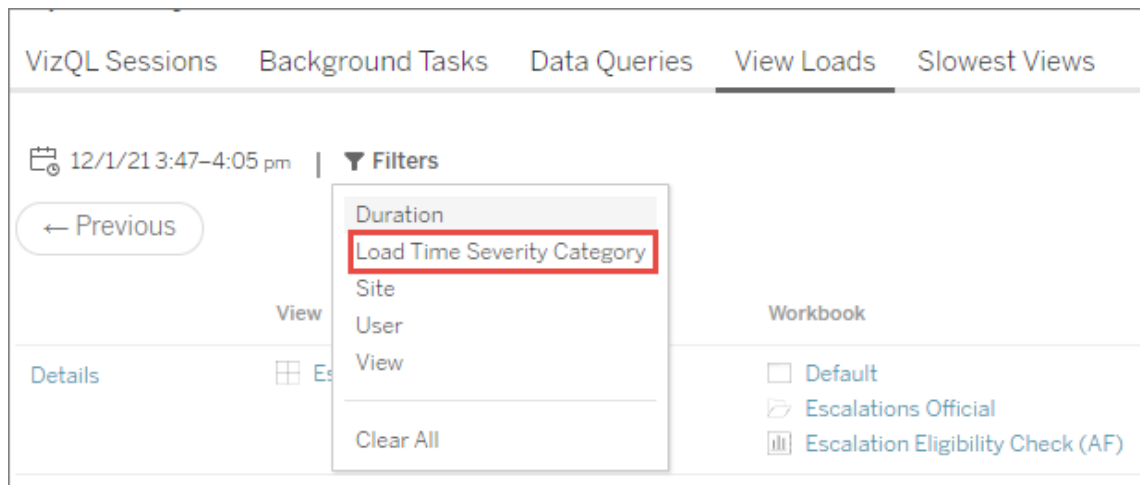 VizQL Sessions Background Tasks Data Queries View Loads Slowest Views
12/1/21 3:47–4:05 pm | Filters
← Previous
Duration
Load Time Severity Category
Site
User
View
Clear All
View Workbook
Details Es Default
Escalations Official
Escalation Eligibility Check (AF)